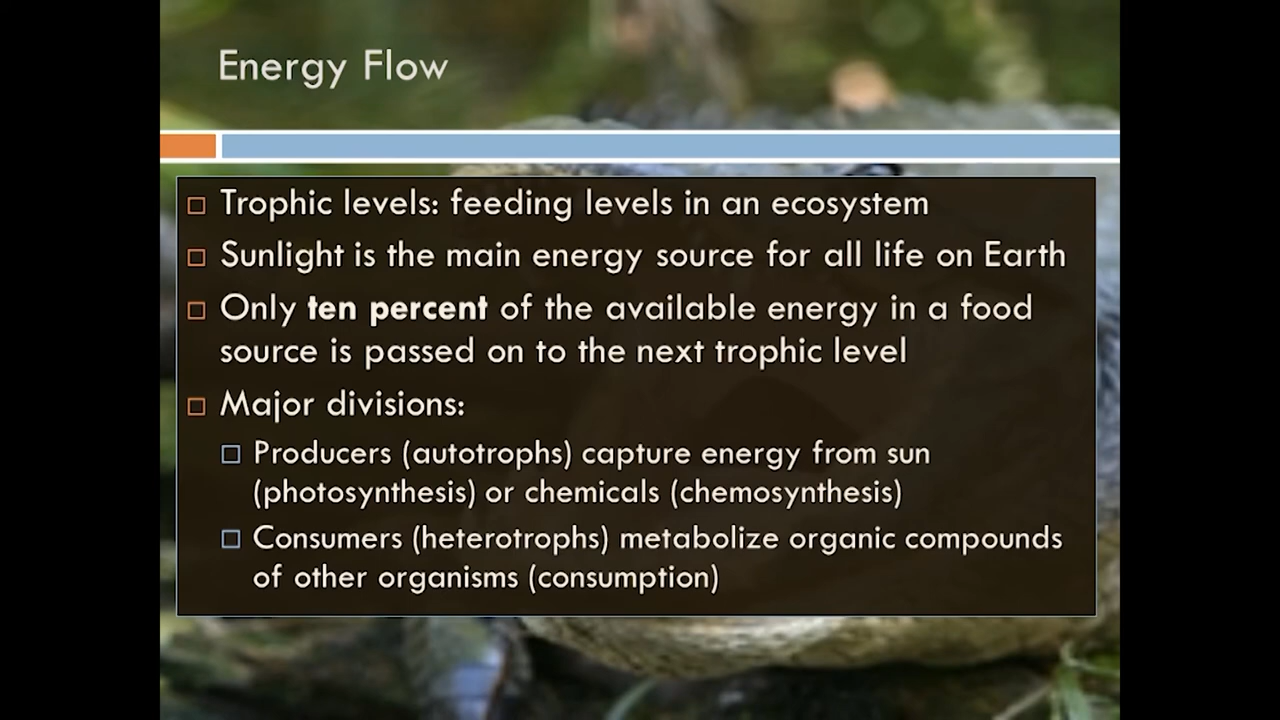 Energy Flow
Trophic levels: feeding levels in an ecosystem
Sunlight is the main energy source for all life on Earth
Only ten percent of the available energy in a food
source is passed on to the next trophic level
Major divisions:
Producers (autotrophs) capture energy from sun
(photosynthesis) or chemicals (chemosynthesis)
Consumers (heterotrophs) metabolize organic compounds
of other organisms (consumption)